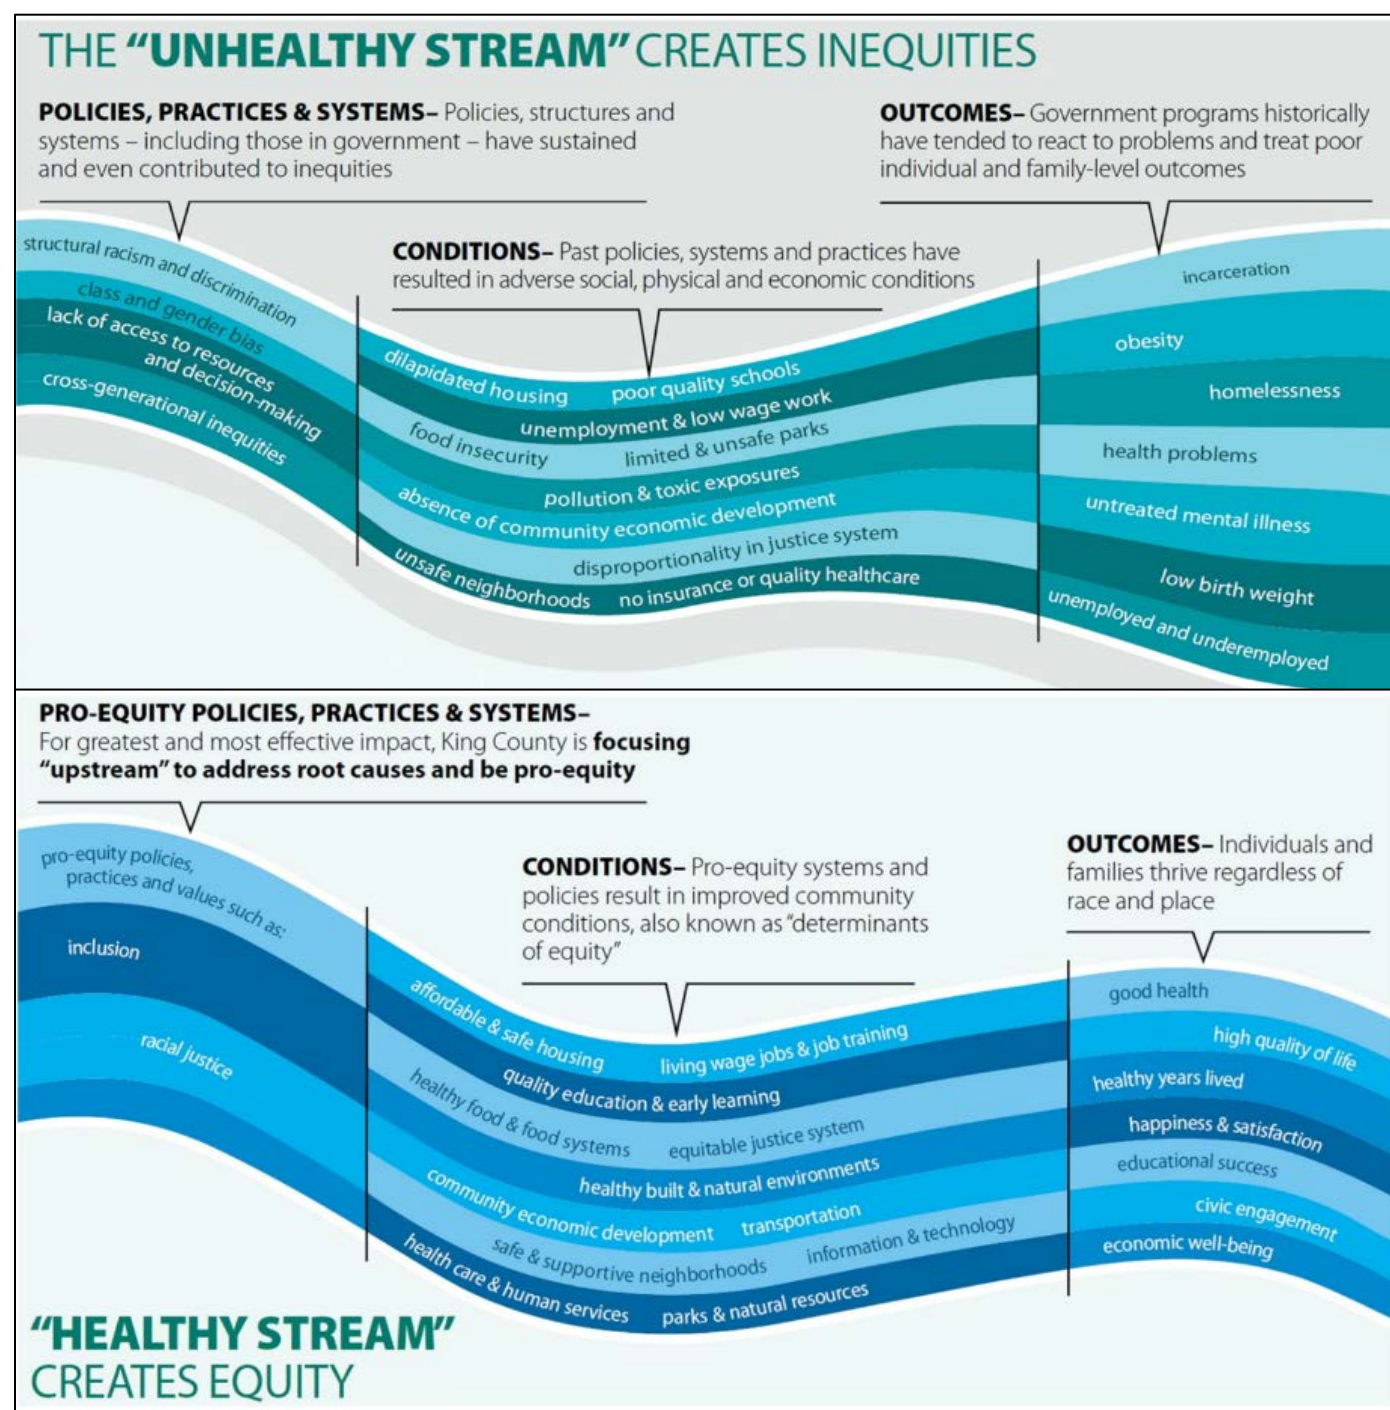 THE “UNHEALTHY STREAM” CREATES INEQUITIES
POLICIES, PRACTICES & SYSTEMS– Policies, structures and
systems – including those in government – have sustained
and even contributed to inequities
OUTCOMES– Government programs historically
have tended to react to problems and treat poor
individual and family-level outcomes
CONDITIONS– Past policies, systems and practices have
resulted in adverse social, physical and economic conditions
structural racism and discrimination
class and gender bias
lack of access to resources
and decision-making
cross-generational inequities
dilapidated housing
poor quality schools
unemployment & low wage work
food insecurity
limited & unsafe parks
pollution & toxic exposures
absence of community economic development
disproportionality in justice system
unsafe neighborhoods
no insurance or quality healthcare
incarceration
obesity
homelessness
health problems
untreated mental illness
low birth weight
unemployed and underemployed
PRO-EQUITY POLICIES, PRACTICES & SYSTEMS–
For greatest and most effective impact, King County is focusing
“upstream” to address root causes and be pro-equity
CONDITIONS– Pro-equity systems and
policies result in improved community
conditions, also known as “determinants
of equity”
OUTCOMES– Individuals and
families thrive regardless of
race and place
pro-equity policies,
practices and values such as:
inclusion
racial justice
affordable & safe housing
living wage jobs & job training
quality education & early learning
healthy food & food systems
equitable justice system
healthy built & natural environments
community economic development
transportation
safe & supportive neighborhoods
information & technology
health care & human services
parks & natural resources
good health
high quality of life
healthy years lived
happiness & satisfaction
educational success
civic engagement
economic well-being
“HEALTHY STREAM”
CREATES EQUITY